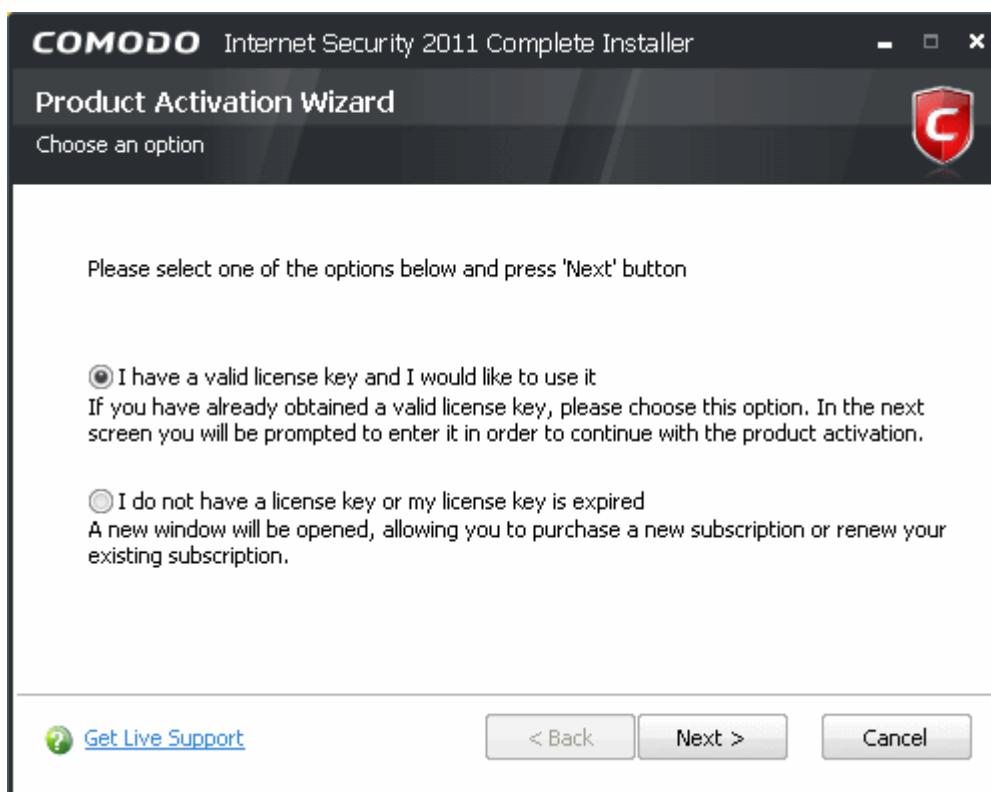 COMODO Internet Security 2011 Complete Installer
Product Activation Wizard
Choose an option
C
Please select one of the options below and press 'Next' button
I have a valid license key and I would like to use it
If you have already obtained a valid license key, please choose this option. In the next
screen you will be prompted to enter it in order to continue with the product activation.
I do not have a license key or my license key is expired
A new window will be opened, allowing you to purchase a new subscription or renew your
existing subscription.
? Get Live Support
< Back
Next >
Cancel